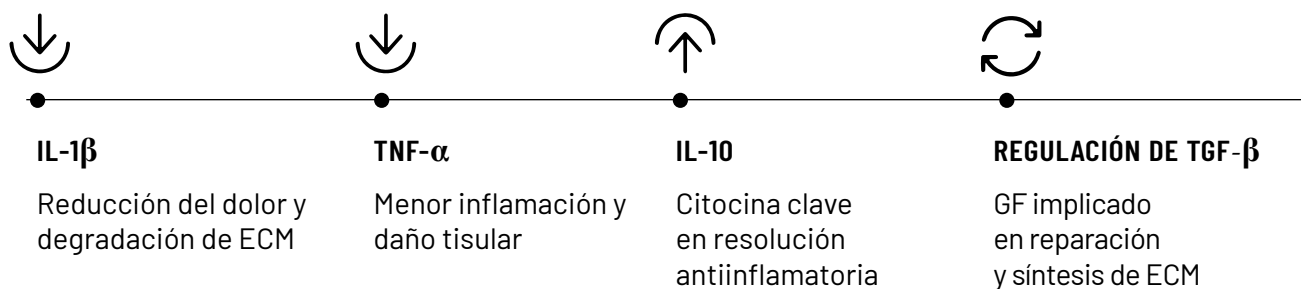 IL-1β
Reducción del dolor y
degradación de ECM
TNF-α
Menor inflamación y
daño tisular
IL-10
Citocina clave
en resolución
antiinflamatoria
REGULACIÓN DE TGF-β
GF implicado
en reparación
y síntesis de ECM